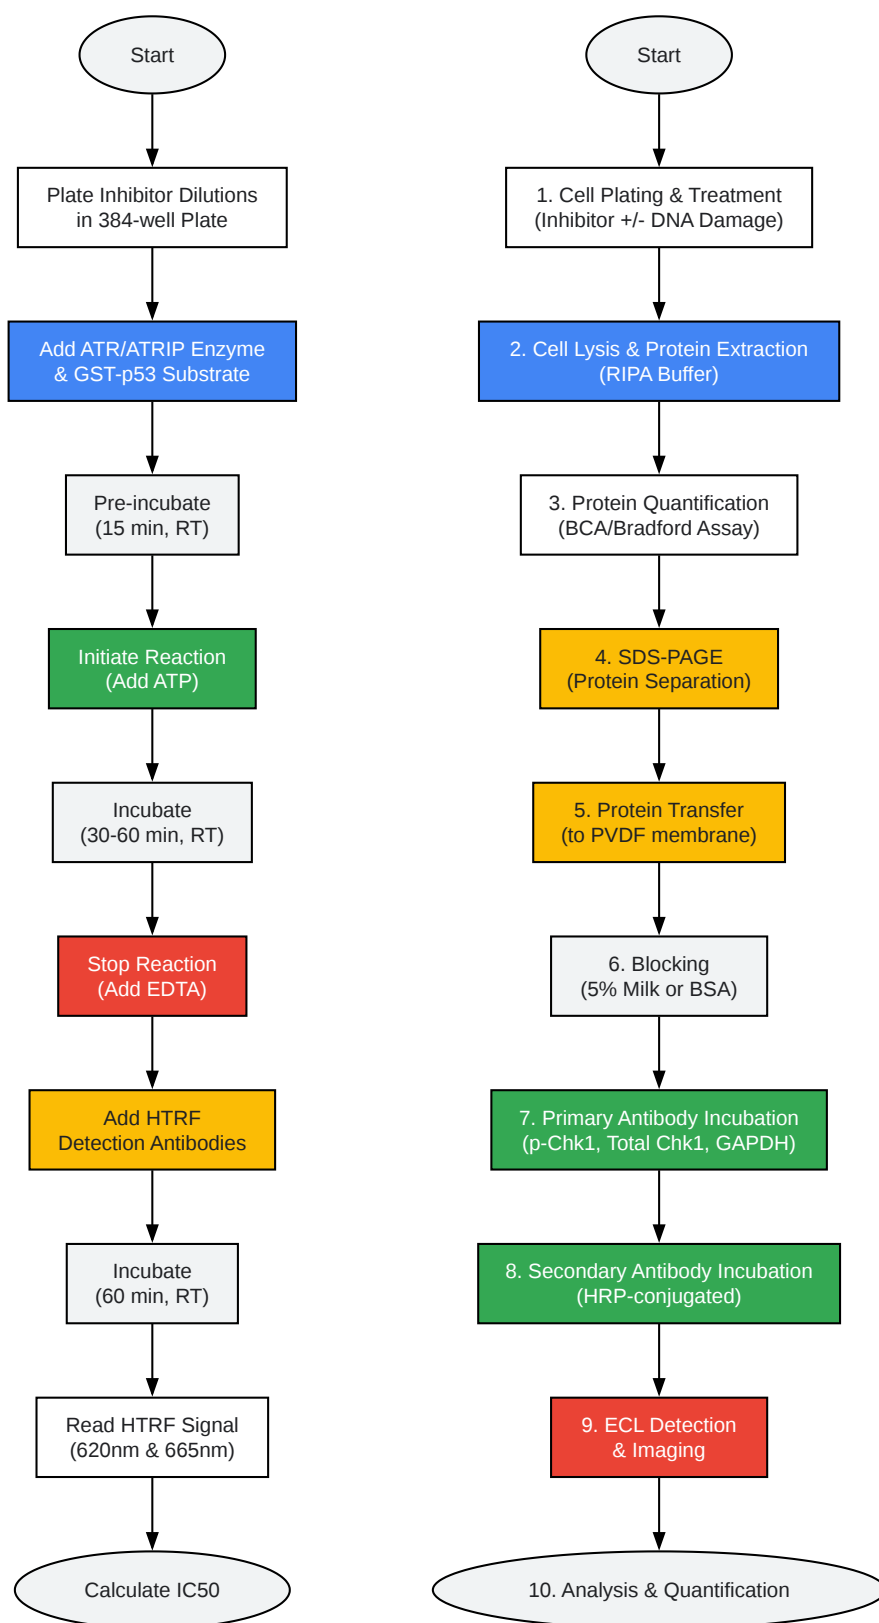 Start
Plate Inhibitor Dilutions
in 384-well Plate
Add ATR/ATRIP Enzyme
& GST-p53 Substrate
Pre-incubate
(15 min, RT)
Initiate Reaction
(Add ATP)
Incubate
(30-60 min, RT)
Stop Reaction
(Add EDTA)
Add HTRF
Detection Antibodies
Incubate
(60 min, RT)
Read HTRF Signal
(620nm & 665nm)
Calculate IC50
Start
1. Cell Plating & Treatment
(Inhibitor +/- DNA Damage)
2. Cell Lysis & Protein Extraction
(RIPA Buffer)
3. Protein Quantification
(BCA/Bradford Assay)
4. SDS-PAGE
(Protein Separation)
5. Protein Transfer
(to PVDF membrane)
6. Blocking
(5% Milk or BSA)
7. Primary Antibody Incubation
(p-Chk1, Total Chk1, GAPDH)
8. Secondary Antibody Incubation
(HRP-conjugated)
9. ECL Detection
& Imaging
10. Analysis & Quantification